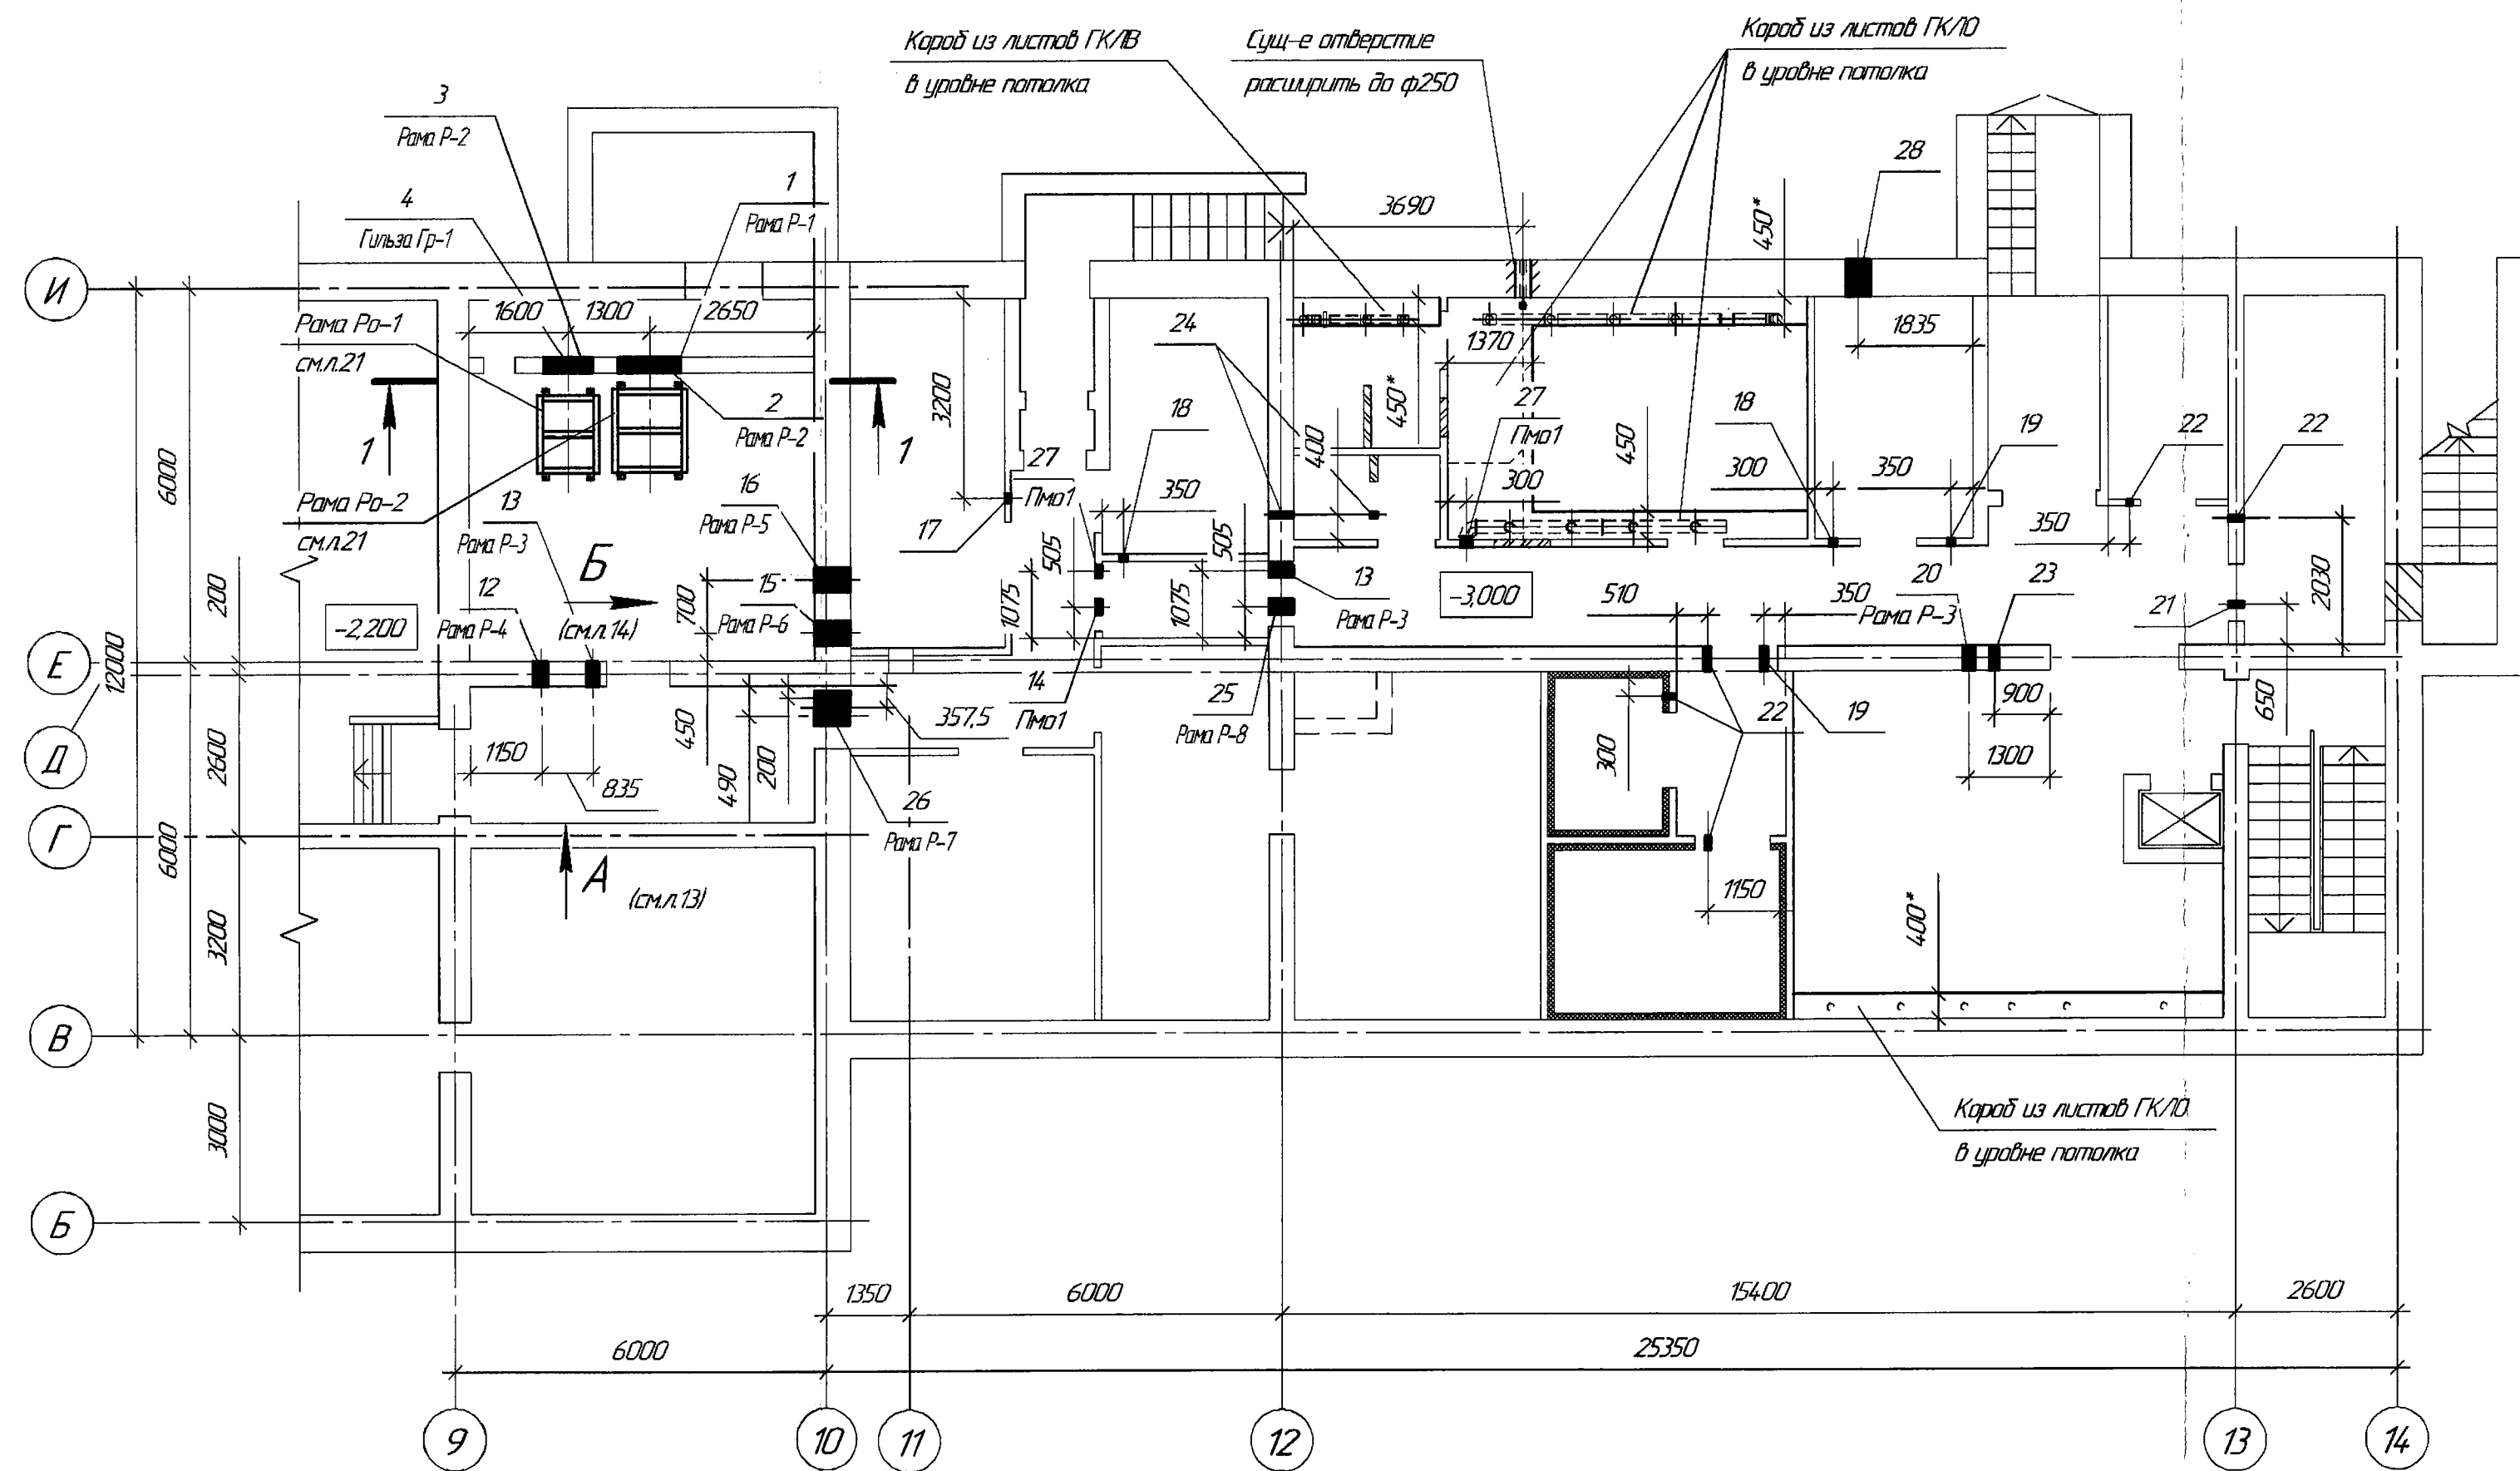 Короб из листов ГКЛВ
в уровне потолка
Сущ-е отверстие
расширить до ф250
Короб из листов ГКЛО
в уровне потолка
3
Рама Р-2
4
Гильза Гр-1
1
Рама Р-1
28
3690
450*
И
1600
1300
2650
Рама Ро-1
см.л.21
24
1370
1835
3200
450*
2
Рама Р-2
18
27
Пмо1
18
19
22
22
1
1
400
450
27
Пмо1
6000
16
Рама Р-5
350
300
300
350
Рама Ро-2
см.л.21
13
Рама Р-3
17
350
Б
505
505
200
12
Рама Р-4
(см.л.14)
700
15
Рама Р-6
1075
1075
13
Рама Р-3
-3,000
510
350
20
Рама Р-3
23
21
2030
-2,200
Е
12000
14
Пмо1
25
Рама Р-8
22
19
900
650
357,5
450
Д
2600
1150
835
490
200
300
1300
26
Рама Р-7
Г
6000
А
(см.л.13)
1150
400*
3200
В
3000
Короб из листов ГКЛО
в уровне потолка
Б
1350
6000
15400
2600
6000
25350
9
10
11
12
13
14